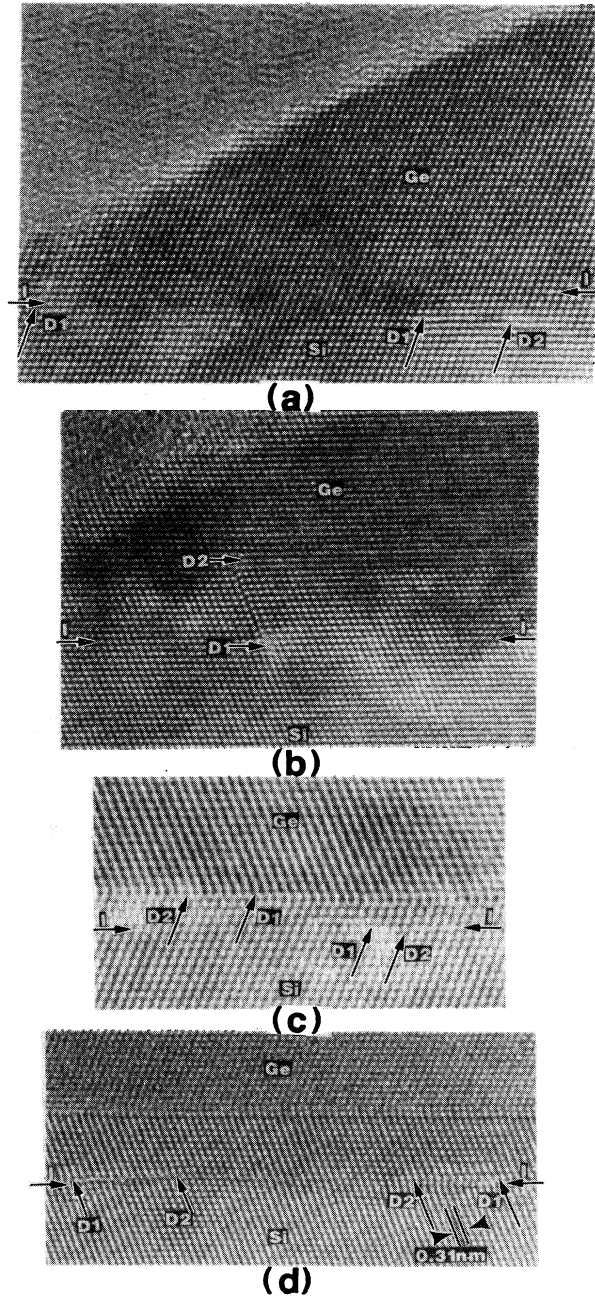 Ge
I I
D1 D1 D2
Si
(a)
Ge
D2
I I
D1
Si
(b)
Ge
D2 D1
I I
D1 D2
Si
(c)
Ge
I I
D1 D2 D2 D1
Si
0.31nm
(d)